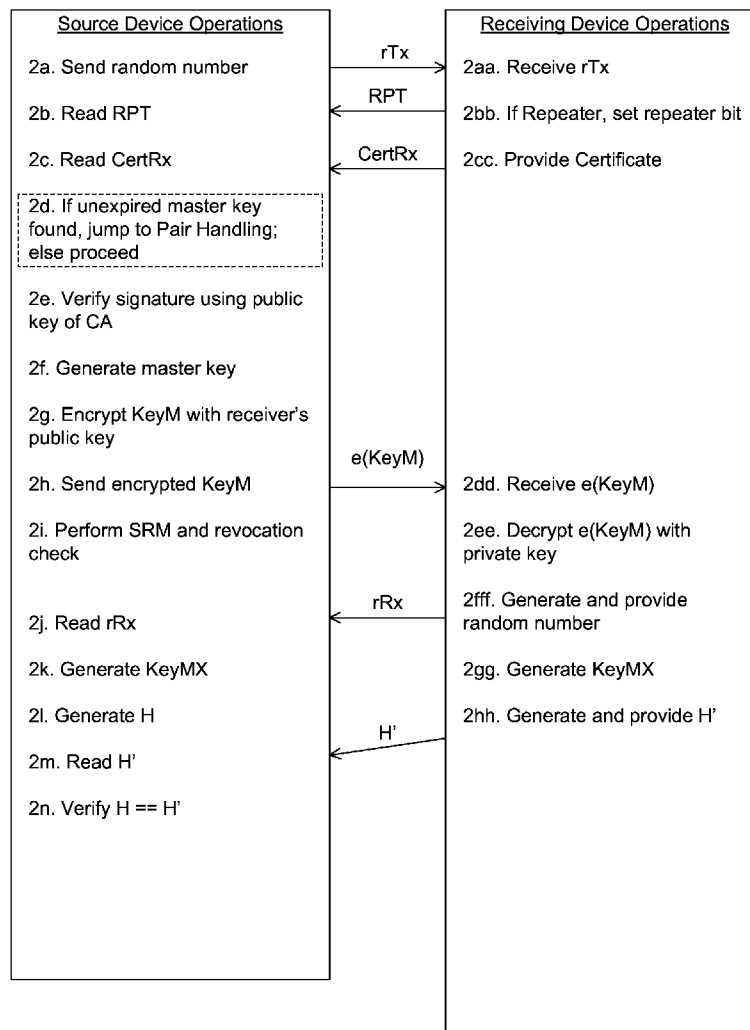 Source Device Operations
2a. Send random number
2b. Read RPT
2c. Read CertRx
2d. If unexpired master key
found, jump to Pair Handling;
else proceed
2e. Verify signature using public
key of CA
2f. Generate master key
2g. Encrypt KeyM with receiver's
public key
2h. Send encrypted KeyM
2i. Perform SRM and revocation
check
2j. Read rRx
2k. Generate KeyMX
2l. Generate H
2m. Read H'
2n. Verify H == H'
rTx
RPT
CertRx
e(KeyM)
rRx
H'
Receiving Device Operations
2aa. Receive rTx
2bb. If Repeater, set repeater bit
2cc. Provide Certificate
2dd. Receive e(KeyM)
2ee. Decrypt e(KeyM) with
private key
2fff. Generate and provide
random number
2gg. Generate KeyMX
2hh. Generate and provide H'